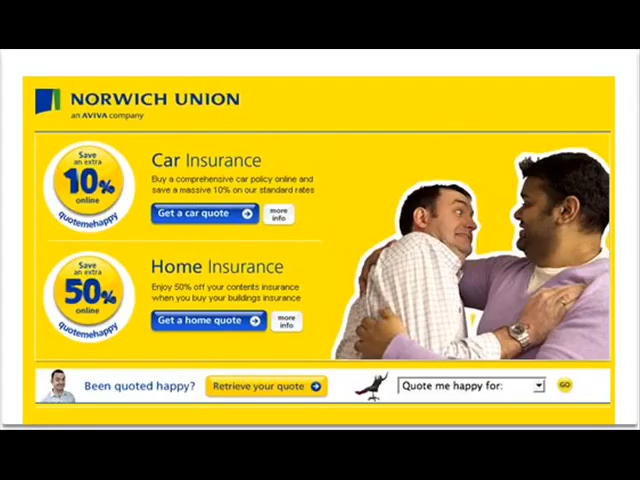 NORWICH UNION
an AVIVA company
Save
an extra
10%
online
quotemehappy
Car Insurance
Buy a comprehensive car policy online and
save a massive 10% on our standard rates
Get a car quote
more
info
Save
an extra
50%
online
quotemehappy
Home Insurance
Enjoy 50% off your contents insurance
when you buy your buildings insurance
Get a home quote
more
info
Been quoted happy?
Retrieve your quote
Quote me happy for:
GO